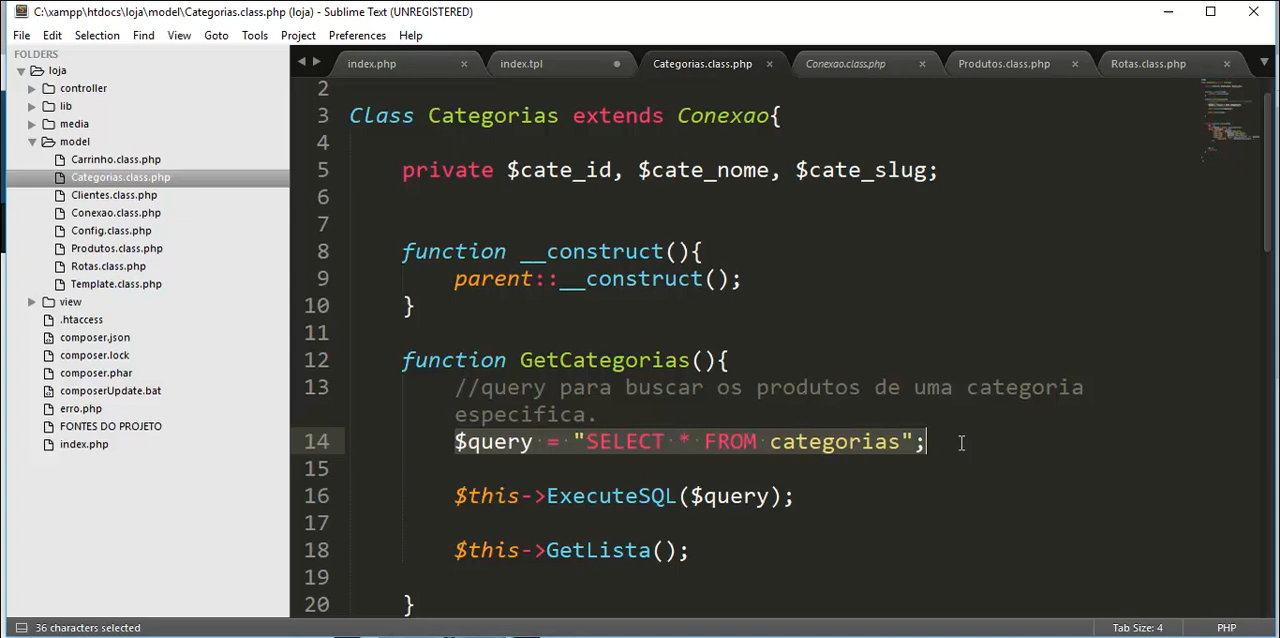 C:\xampp\htdocs\loja\model\Categorias.class.php (loja) - Sublime Text (UNREGISTERED)
File Edit Selection Find View Goto Tools Project Preferences Help
FOLDERS
loja
controller
lib
media
model
Carrinho.class.php
Categorias.class.php
Clientes.class.php
Conexao.class.php
Config.class.php
Produtos.class.php
Rotas.class.php
Template.class.php
view
.htaccess
composer.json
composer.lock
composer.phar
composerUpdate.bat
erro.php
FONTES DO PROJETO
index.php
index.php index.tpl Categorias.class.php Conexao.class.php Produtos.class.php Rotas.class.php
2
3 Class Categorias extends Conexao{
4
5 private $cate_id, $cate_nome, $cate_slug;
6
7
8 function __construct(){
9 parent::__construct();
10 }
11
12 function GetCategorias(){
13 //query para buscar os produtos de uma categoria
especifica.
14 $query = "SELECT * FROM categorias";
15
16 $this->ExecuteSQL($query);
17
18 $this->GetLista();
19
20 }
36 characters selected Tab Size: 4 PHP